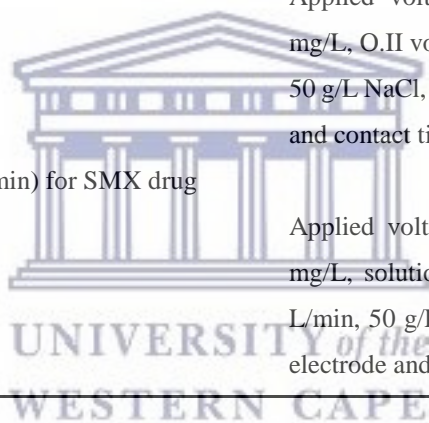 Applied volt
mg/L, O.II vo
50 g/L NaCl,
and contact ti
min) for SMX drug
Applied volt
mg/L, solutio
L/min, 50 g/
electrode and
UNIVERSITY of the
WESTERN CAPE